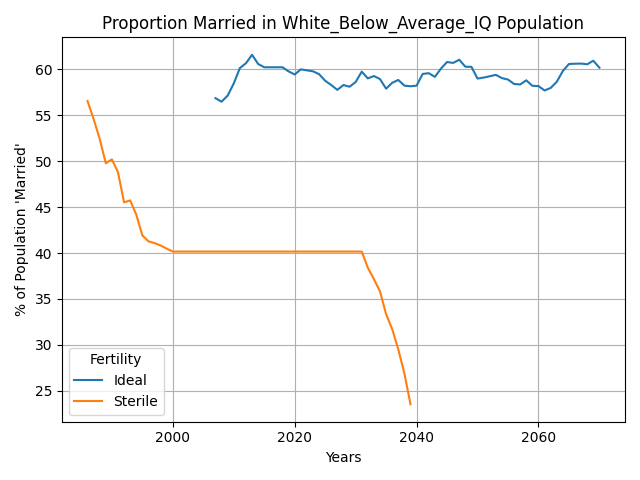 Proportion Married in White_Below_Average_IQ Population
% of Population 'Married'
60
55
50
45
40
35
30
25
Fertility
Ideal
Sterile
2000 2020 2040 2060
Years